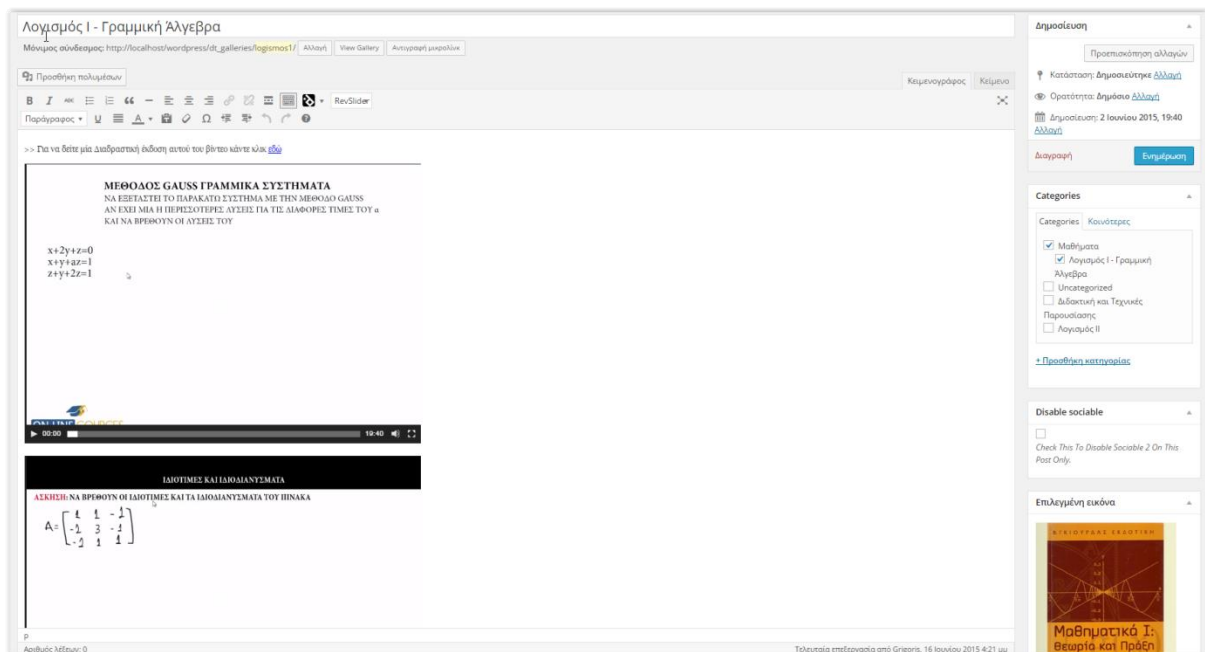 Λογισμός Ι - Γραμμική Άλγεβρα
Μόνιμος σύνδεσμος: http://localhost/wordpress/dt_galleries/logismos1/ Αλλαγή View Gallery Αντιγραφή μικρολίνκ
Προσθήκη πολυμέσων
Κειμενογράφος Κείμενο
B I ABC RevSlider
Παράγραφος U A Ω
>> Για να δείτε μία Διαδραστική έκδοση αυτού του βίντεο κάντε κλικ εδώ
ΜΕΘΟΔΟΣ GAUSS ΓΡΑΜΜΙΚΑ ΣΥΣΤΗΜΑΤΑ
ΝΑ ΕΞΕΤΑΣΤΕΙ ΤΟ ΠΑΡΑΚΑΤΩ ΣΥΣΤΗΜΑ ΜΕ ΤΗΝ ΜΕΘΟΔΟ GAUSS
ΑΝ ΕΧΕΙ ΜΙΑ Η ΠΕΡΙΣΣΟΤΕΡΕΣ ΛΥΣΕΙΣ ΓΙΑ ΤΙΣ ΔΙΑΦΟΡΕΣ ΤΙΜΕΣ ΤΟΥ α
ΚΑΙ ΝΑ ΒΡΕΘΟΥΝ ΟΙ ΛΥΣΕΙΣ ΤΟΥ
x+2y+z=0
x+y+az=1
z+y+2z=1
00:00 19:40
ΙΔΙΟΤΙΜΕΣ ΚΑΙ ΙΔΙΟΔΙΑΝΥΣΜΑΤΑ
ΑΣΚΗΣΗ: ΝΑ ΒΡΕΘΟΥΝ ΟΙ ΙΔΙΟΤΙΜΕΣ ΚΑΙ ΤΑ ΙΔΙΟΔΙΑΝΥΣΜΑΤΑ ΤΟΥ ΠΙΝΑΚΑ
1 1 -1
A= -1 3 -1
-1 1 1
p
Αριθμός λέξεων: 0
Τελευταία επεξεργασία από Grigoris, 16 Ιουνίου 2015 4:21 μμ
Δημοσίευση
Προεπισκόπηση αλλαγών
Κατάσταση: Δημοσιεύτηκε Αλλαγή
Ορατότητα: Δημόσιο Αλλαγή
Δημοσίευση: 2 Ιουνίου 2015, 19:40
Αλλαγή
Διαγραφή Ενημέρωση
Categories
Categories Κοινότερες
Μαθήματα
Λογισμός Ι - Γραμμική
Άλγεβρα
Uncategorized
Διδακτική και Τεχνικές
Παρουσίασης
Λογισμός ΙΙ
+ Προσθήκη κατηγορίας
Disable sociable
Check This To Disable Sociable 2 On This
Post Only.
Επιλεγμένη εικόνα
Μαθηματικά Ι:
Θεωρία και Πράξη